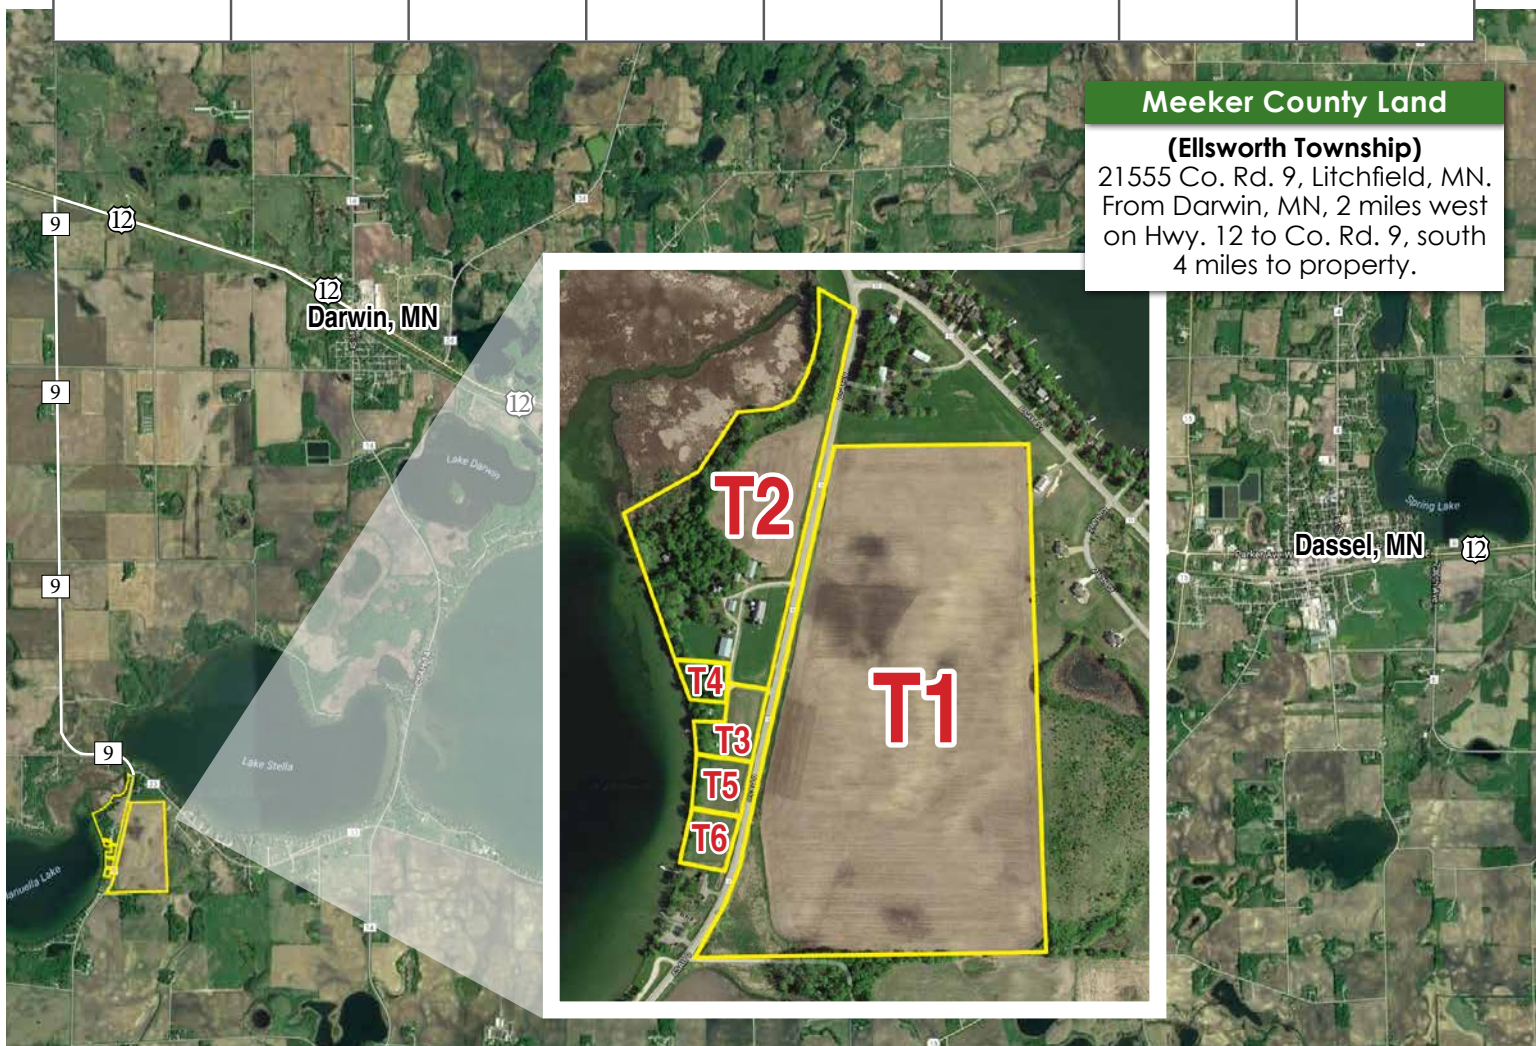 Meeker County Land
(Ellsworth Township)
21555 Co. Rd. 9, Litchfield, MN.
From Darwin, MN, 2 miles west
on Hwy. 12 to Co. Rd. 9, south
4 miles to property.
9
12
12
Darwin, MN
12
9
Lake Darwin
9
T2
Spring Lake
Dassel, MN
12
T4
T1
T3
9
Lake Stella
T5
T6
Manuella Lake